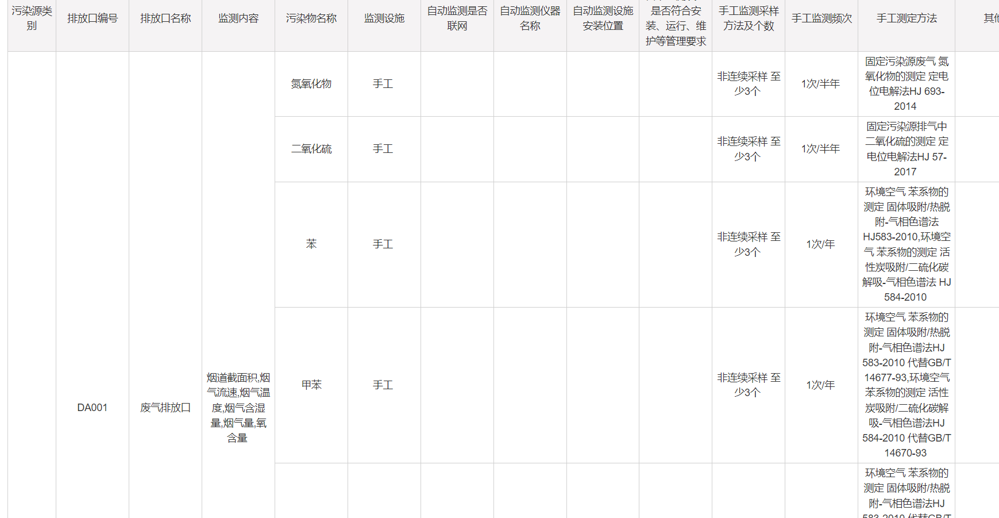 污染源类
别
排放口编号
排放口名称
监测内容
污染物名称
监测设施
自动监测是否
联网
自动监测仪器
名称
自动监测设施
安装位置
是否符合安
装、运行、维
护等管理要求
手工监测采样
方法及个数
手工监测频次
手工测定方法
其他
DA001
废气排放口
烟道截面积,烟
气流速,烟气温
度,烟气含湿
量,烟气量,氧
含量
氮氧化物
手工
非连续采样 至
少3个
1次/半年
固定污染源废气 氮
氧化物的测定 定电
位电解法HJ 693-
2014
二氧化硫
手工
非连续采样 至
少3个
1次/半年
固定污染源排气中
二氧化硫的测定 定
电位电解法HJ 57-
2017
苯
手工
非连续采样 至
少3个
1次/年
环境空气 苯系物的
测定 固体吸附/热脱
附-气相色谱法
HJ583-2010,环境空
气 苯系物的测定 活
性炭吸附/二硫化碳
解吸-气相色谱法 HJ
584-2010
甲苯
手工
非连续采样 至
少3个
1次/年
环境空气 苯系物的
测定 固体吸附/热脱
附-气相色谱法HJ
583-2010 代替GB/T
14677-93,环境空气
苯系物的测定 活性
炭吸附/二硫化碳解
吸-气相色谱法HJ
584-2010 代替GB/T
14670-93
环境空气 苯系物的
测定 固体吸附/热脱
附-气相色谱法HJ
583-2010 代替GB/T